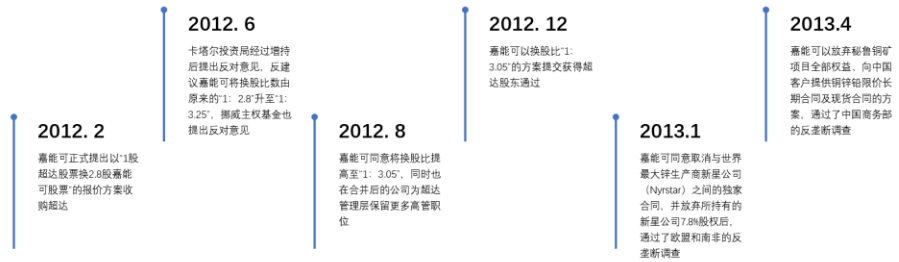 2012. 2
嘉能可正式提出以“1股
超达股票换2.8股嘉能
可股票”的报价方案收
购超达
2012. 6
卡塔尔投资局经过增持
后提出反对意见，反建
议嘉能可将换股比数由
原来的“1：2.8”升至“1：
3.25”，挪威主权基金也
提出反对意见
2012. 8
嘉能可同意将换股比提
高至“1：3.05”，同时也
在合并后的公司为超达
管理层保留更多高管职
位
2012. 12
嘉能可以换股比“1：
3.05”的方案提交获得超
达股东通过
2013.1
嘉能可同意取消与世界
最大锌生产商新星公司
（Nyrstar）之间的独家
合同，并放弃所持有的
新星公司7.8%股权后，
通过了欧盟和南非的反
垄断调查
2013.4
嘉能可以放弃秘鲁铜矿
项目全部权益、向中国
客户提供铜锌铅限价长
期合同及现货合同的方
案，通过了中国商务部
的反垄断调查